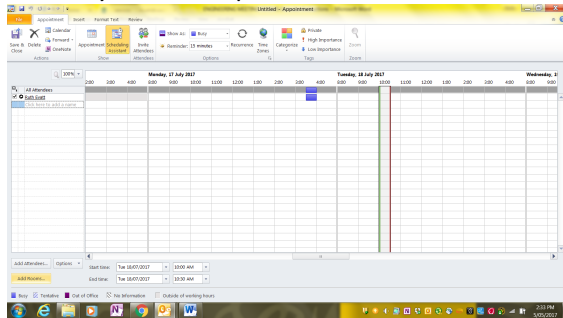 Untitled - Appointment
File Appointment Insert Format Text Review
Save & Close
Delete
Calendar
Forward
OneNote
Actions
Appointment
Scheduling Assistant
Show
Invite Attendees
Attendees
Show As: Busy
Reminder: 15 minutes
Recurrence
Time Zones
Options
Categorize
Private
High Importance
Low Importance
Tags
Zoom
Zoom
100%
Monday, 17 July 2017
Tuesday, 18 July 2017
2:00 3:00 4:00 8:00 9:00 10:00 11:00 12:00 1:00 2:00 3:00 4:00 8:00 9:00 10:00 11:00 12:00 1:00 2:00 3:00 4:00 8:00 9:00
All Attendees
Click here to add a name
Add Attendees... Options
Start time: Tue 18/07/2017 10:00 AM
Add Rooms...
End time: Tue 18/07/2017 10:30 AM
Busy Tentative Out of Office No Information Outside of working hours
2:33 PM
5/05/2017